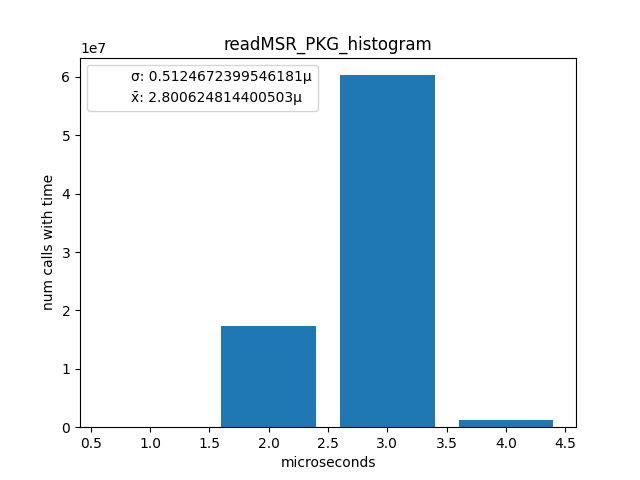 readMSR_PKG_histogram
1e7
σ: 0.5124672399546181μ
x̄: 2.800624814400503μ
6
5
4
3
2
1
0
num calls with time
0.5 1.0 1.5 2.0 2.5 3.0 3.5 4.0 4.5
microseconds